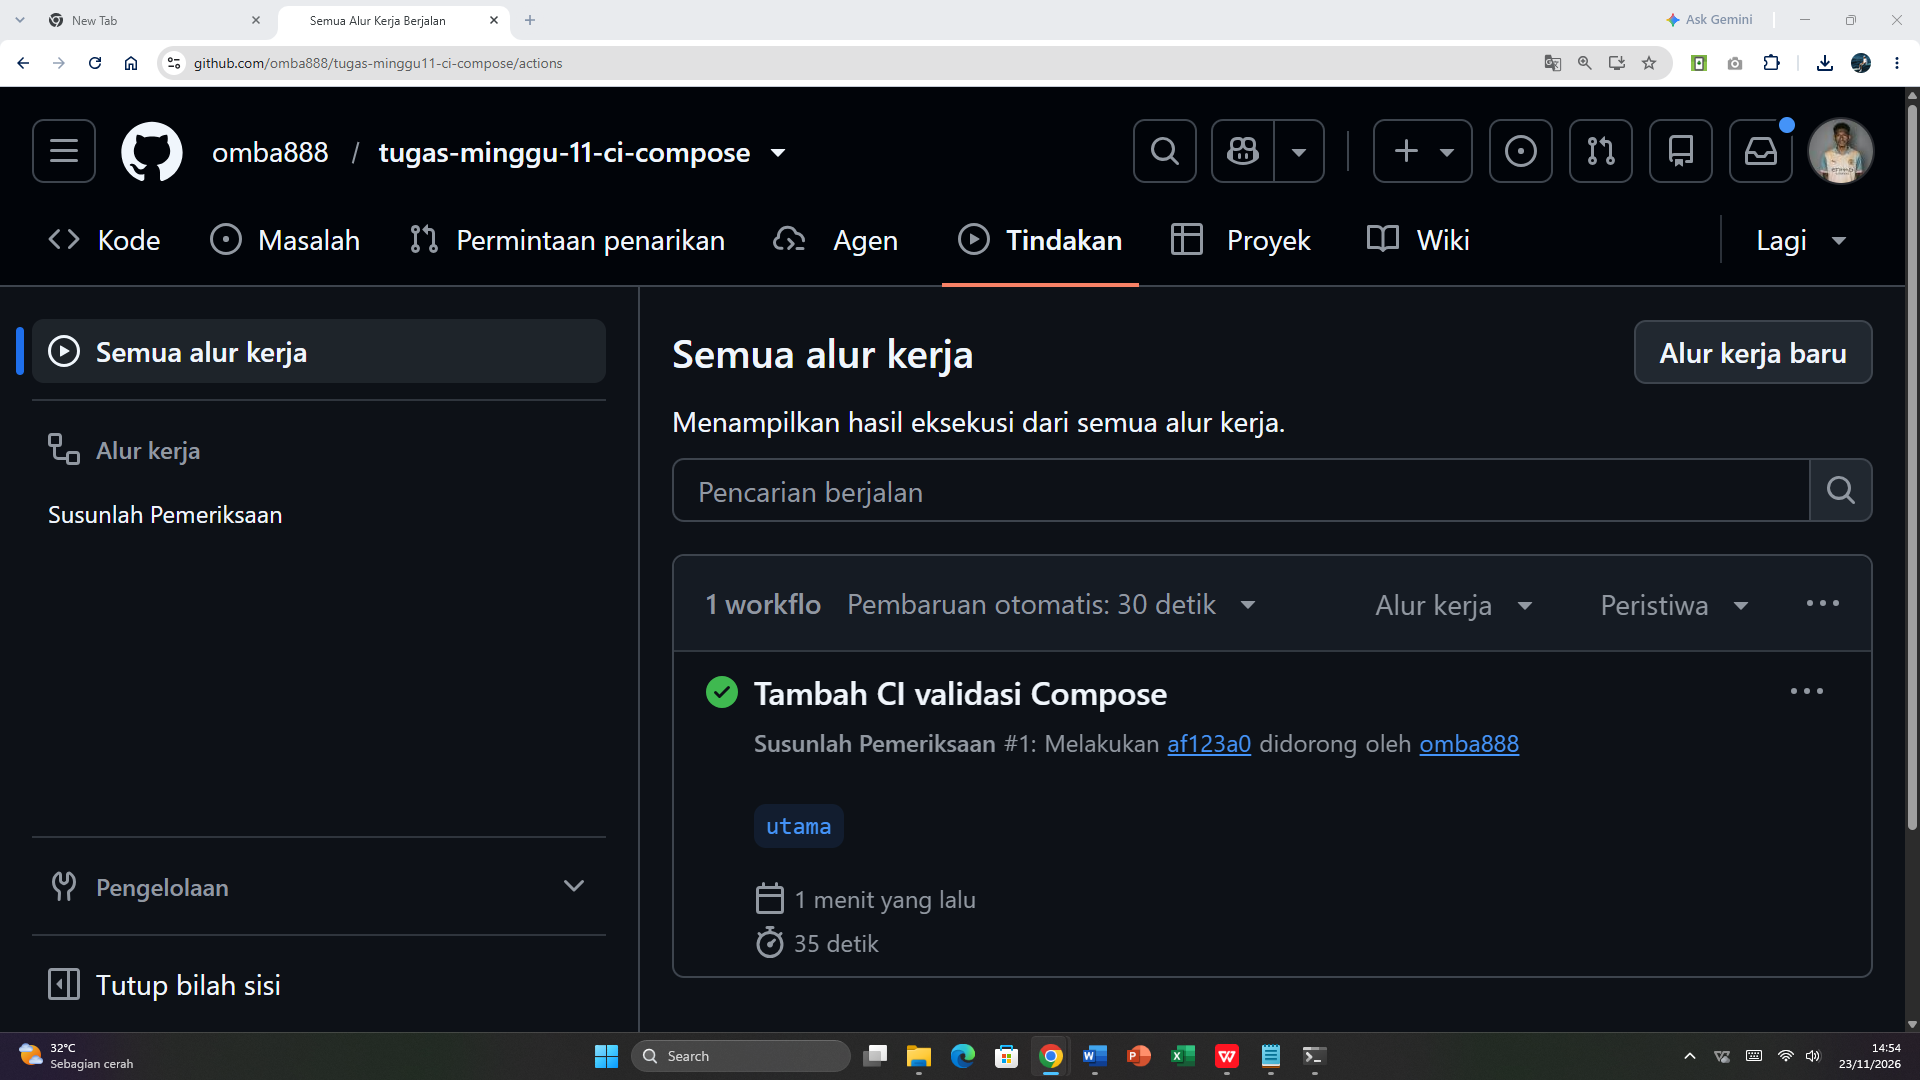 New Tab
Semua Alur Kerja Berjalan
Ask Gemini
github.com/omba888/tugas-minggu11-ci-compose/actions
omba888 / tugas-minggu-11-ci-compose
Kode
Masalah
Permintaan penarikan
Agen
Tindakan
Proyek
Wiki
Lagi
Semua alur kerja
Alur kerja
Susunlah Pemeriksaan
Pengelolaan
Tutup bilah sisi
Semua alur kerja
Alur kerja baru
Menampilkan hasil eksekusi dari semua alur kerja.
Pencarian berjalan
1 workflo
Pembaruan otomatis: 30 detik
Alur kerja
Peristiwa
Tambah CI validasi Compose
Susunlah Pemeriksaan #1: Melakukan af123a0 didorong oleh omba888
utama
1 menit yang lalu
35 detik
32°C
Sebagian cerah
Search
14:54
23/11/2026